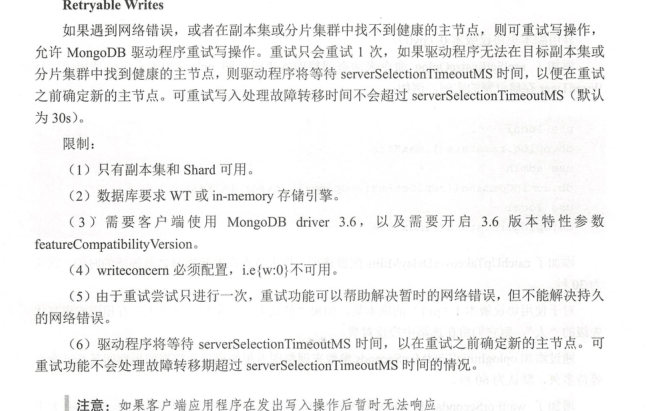 Retryable Writes
如果遇到网络错误，或者在副本集或分片集群中找不到健康的主节点，则可重试写操作，
允许 MongoDB 驱动程序重试写操作。重试只会重试 1 次，如果驱动程序无法在目标副本集或
分片集群中找到健康的主节点，则驱动程序将等待 serverSelectionTimeoutMS 时间，以便在重试
之前确定新的主节点。可重试写入处理故障转移时间不会超过 serverSelectionTimeoutMS（默认
为 30s）。
限制：
（1）只有副本集和 Shard 可用。
（2）数据库要求 WT 或 in-memory 存储引擎。
（3）需要客户端使用 MongoDB driver 3.6，以及需要开启 3.6 版本特性参数
featureCompatibilityVersion。
（4）writeconcern 必须配置，i.e{w:0}不可用。
（5）由于重试尝试只进行一次，重试功能可以帮助解决暂时的网络错误，但不能解决持久
的网络错误。
（6）驱动程序将等待 serverSelectionTimeoutMS 时间，以在重试之前确定新的主节点。可
重试功能不会处理故障转移期超过 serverSelectionTimeoutMS 时间的情况。
注意：如果客户端应用程序在发出写入操作后暂时无法响应